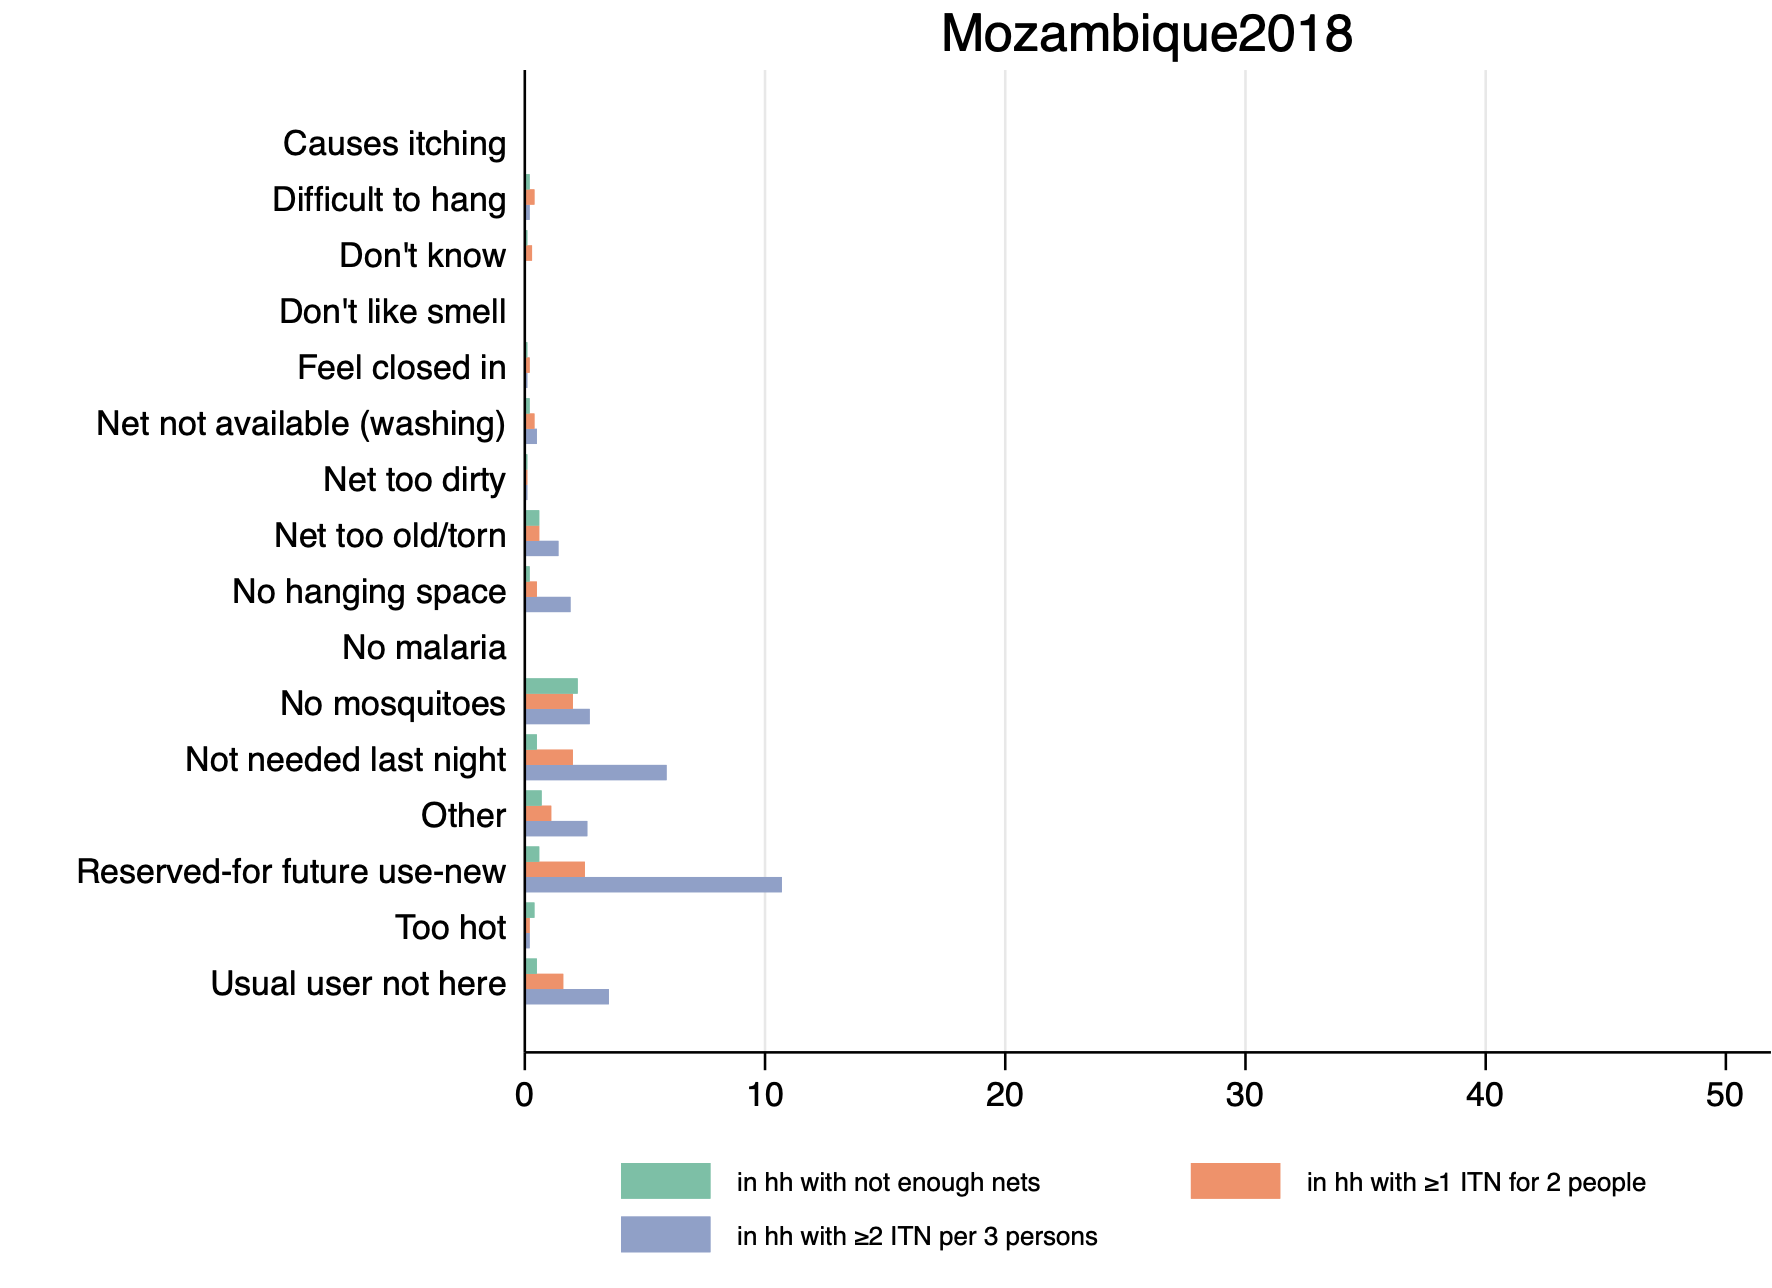 Mozambique2018
Causes itching
Difficult to hang
Don't know
Don't like smell
Feel closed in
Net not available (washing)
Net too dirty
Net too old/torn
No hanging space
No malaria
No mosquitoes
Not needed last night
Other
Reserved-for future use-new
Too hot
Usual user not here
0 10 20 30 40 50
in hh with not enough nets in hh with ≥1 ITN for 2 people
in hh with ≥2 ITN per 3 persons